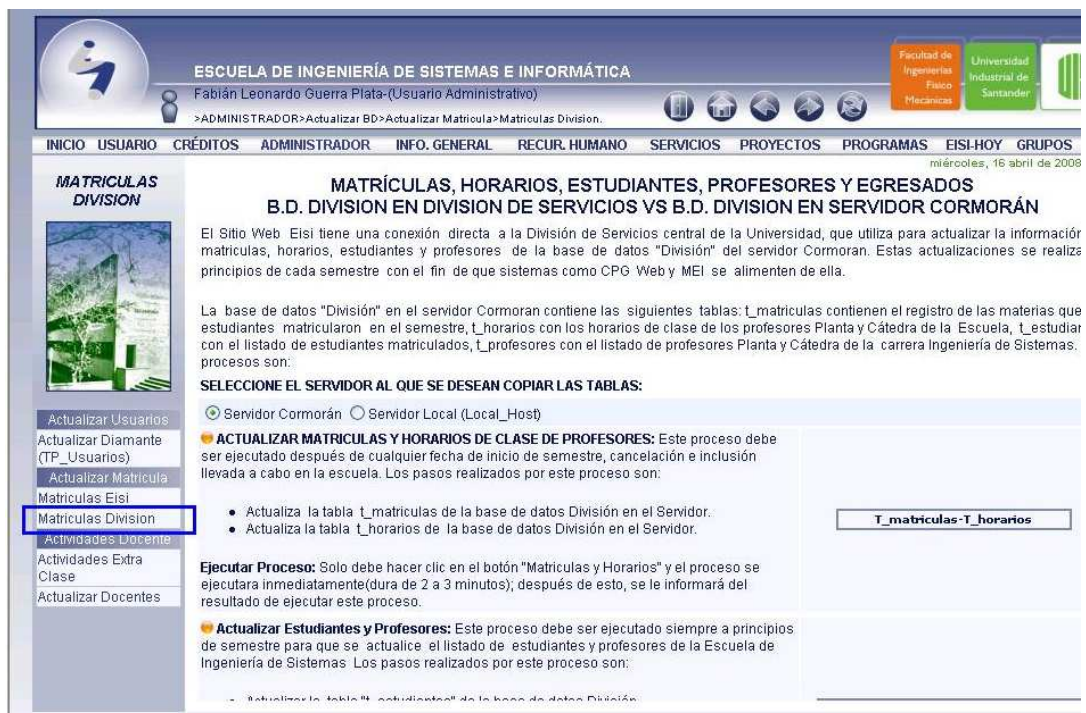 ESCUELA DE INGENIERÍA DE SISTEMAS E INFORMÁTICA
Fabián Leonardo Guerra Plata-(Usuario Administrativo)
>ADMINISTRADOR>Actualizar BD>Actualizar Matricula>Matriculas Division.
Facultad de
Ingenierías
Físico
Mecánicas
Universidad
Industrial de
Santander
INICIO USUARIO CRÉDITOS ADMINISTRADOR INFO. GENERAL RECUR. HUMANO SERVICIOS PROYECTOS PROGRAMAS EISI-HOY GRUPOS
miércoles, 16 abril de 2008
MATRICULAS
DIVISION
MATRÍCULAS, HORARIOS, ESTUDIANTES, PROFESORES Y EGRESADOS
B.D. DIVISION EN DIVISION DE SERVICIOS VS B.D. DIVISION EN SERVIDOR CORMORÁN
El Sitio Web Eisi tiene una conexión directa a la División de Servicios central de la Universidad, que utiliza para actualizar la información
matriculas, horarios, estudiantes y profesores de la base de datos "División" del servidor Cormoran. Estas actualizaciones se realiza
principios de cada semestre con el fin de que sistemas como CPG Web y MEI se alimenten de ella.
La base de datos "División" en el servidor Cormoran contiene las siguientes tablas: t_matriculas contienen el registro de las materias que
estudiantes matricularon en el semestre, t_horarios con los horarios de clase de los profesores Planta y Cátedra de la Escuela, t_estudiar
con el listado de estudiantes matriculados, t_profesores con el listado de profesores Planta y Cátedra de la carrera Ingeniería de Sistemas.
procesos son:
SELECCIONE EL SERVIDOR AL QUE SE DESEAN COPIAR LAS TABLAS:
Servidor Cormorán Servidor Local (Local_Host)
Actualizar Usuarios
Actualizar Diamante
(TP_Usuarios)
Actualizar Matricula
Matriculas Eisi
Matriculas Division
Actividades Docente
Actividades Extra
Clase
Actualizar Docentes
ACTUALIZAR MATRICULAS Y HORARIOS DE CLASE DE PROFESORES: Este proceso debe
ser ejecutado después de cualquier fecha de inicio de semestre, cancelación e inclusión
llevada a cabo en la escuela. Los pasos realizados por este proceso son:
• Actualiza la tabla t_matriculas de la base de datos División en el Servidor.
• Actualiza la tabla t_horarios de la base de datos División en el Servidor.
T_matriculas-T_horarios
Ejecutar Proceso: Solo debe hacer clic en el botón "Matriculas y Horarios" y el proceso se
ejecutara inmediatamente(dura de 2 a 3 minutos); después de esto, se le informará del
resultado de ejecutar este proceso.
Actualizar Estudiantes y Profesores: Este proceso debe ser ejecutado siempre a principios
de semestre para que se actualice el listado de estudiantes y profesores de la Escuela de
Ingeniería de Sistemas Los pasos realizados por este proceso son:
• Actualizar la tabla "t_estudiantes" de la base de datos División